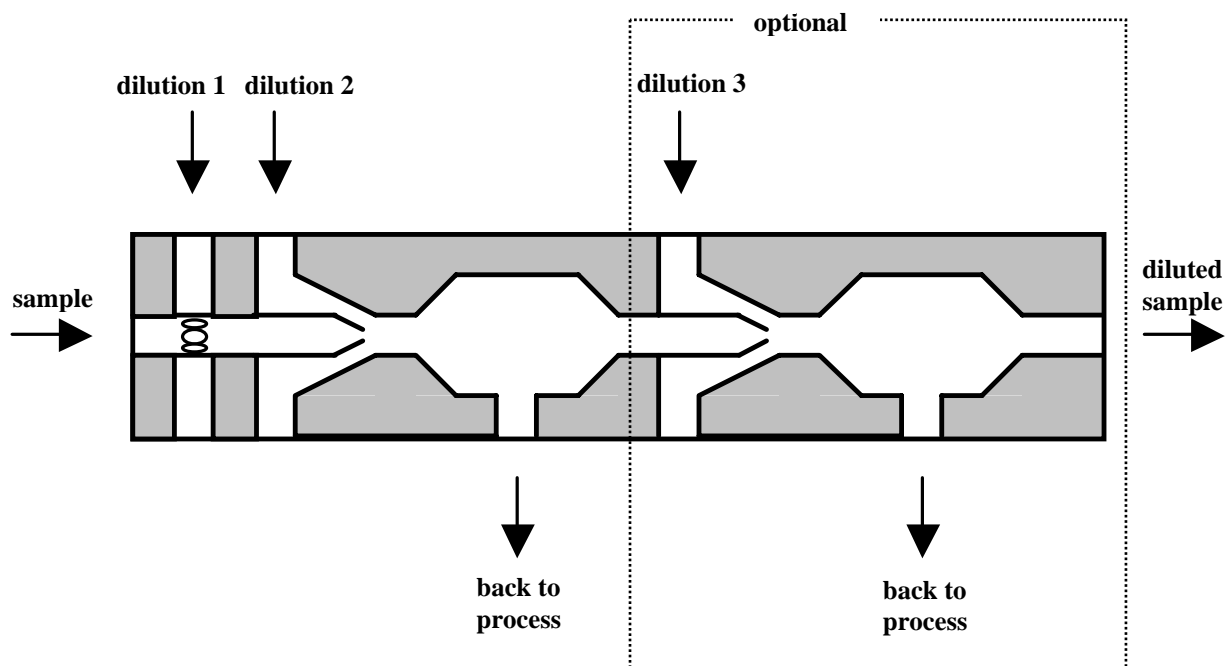 optional
dilution 1
dilution 2
dilution 3
sample
diluted
sample
back to
process
back to
process